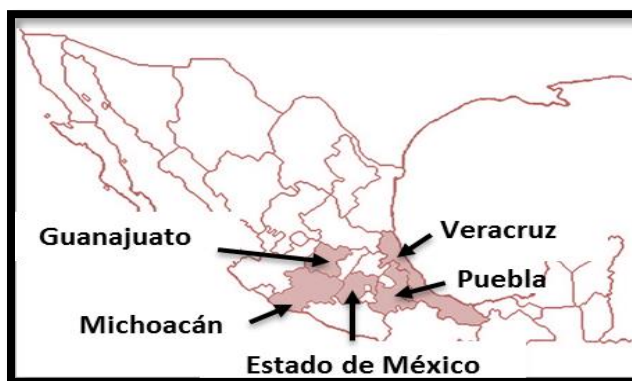 Guanajuato
Veracruz
Puebla
Michoacán
Estado de México